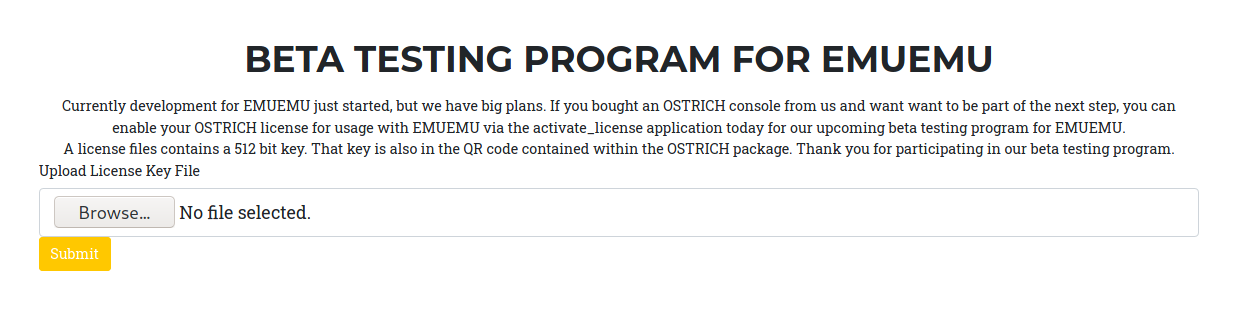 BETA TESTING PROGRAM FOR EMUEMU
Currently development for EMUEMU just started, but we have big plans. If you bought an OSTRICH console from us and want want to be part of the next step, you can
enable your OSTRICH license for usage with EMUEMU via the activate_license application today for our upcoming beta testing program for EMUEMU.
A license files contains a 512 bit key. That key is also in the QR code contained within the OSTRICH package. Thank you for participating in our beta testing program.
Upload License Key File
Browse... No file selected.
Submit